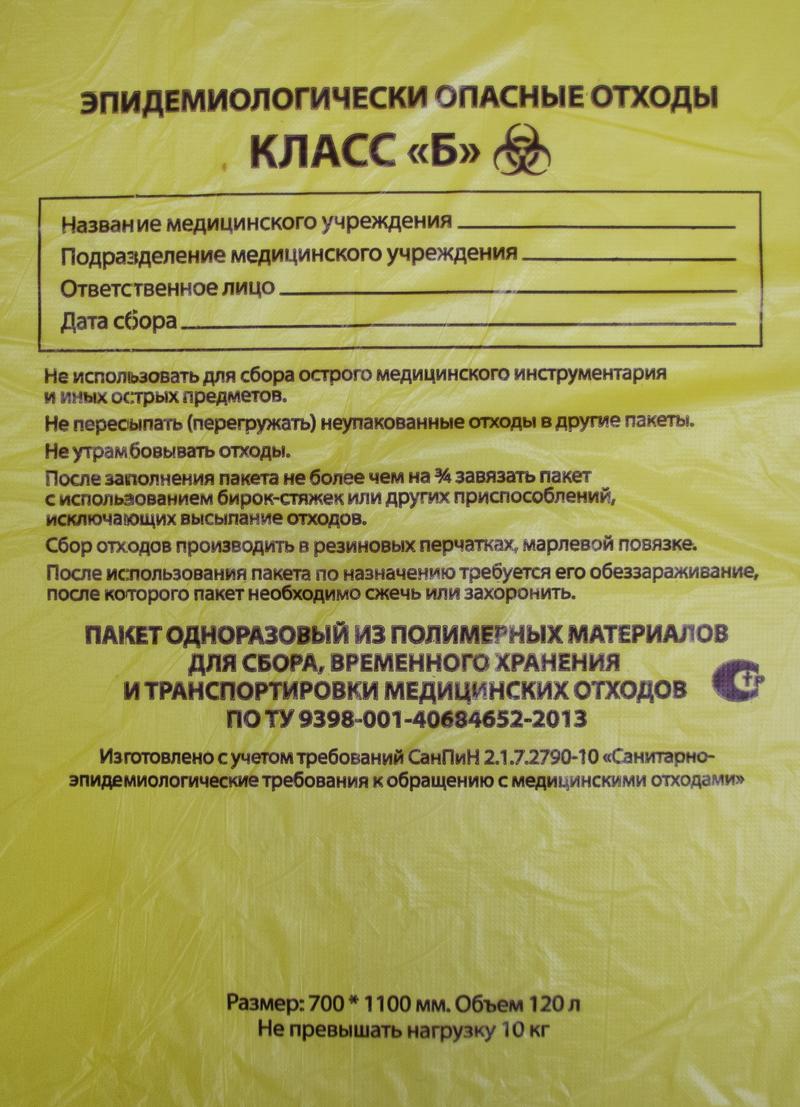 ЭПИДЕМИОЛОГИЧЕСКИ ОПАСНЫЕ ОТХОДЫ
КЛАСС «Б»
Название медицинского учреждения
Подразделение медицинского учреждения
Ответственное лицо
Дата сбора
Не использовать для сбора острого медицинского инструментария
и иных острых предметов.
Не пересыпать (перегружать) неупакованные отходы в другие пакеты.
Не утрамбовывать отходы.
После заполнения пакета не более чем на ¾ завязать пакет
с использованием бирок-стяжек или других приспособлений,
исключающих высыпание отходов.
Сбор отходов производить в резиновых перчатках, марлевой повязке.
После использования пакета по назначению требуется его обеззараживание,
после которого пакет необходимо сжечь или захоронить.
ПАКЕТ ОДНОРАЗОВЫЙ ИЗ ПОЛИМЕРНЫХ МАТЕРИАЛОВ
ДЛЯ СБОРА, ВРЕМЕННОГО ХРАНЕНИЯ
И ТРАНСПОРТИРОВКИ МЕДИЦИНСКИХ ОТХОДОВ
ПО ТУ 9398-001-40684652-2013
Изготовлено с учетом требований СанПиН 2.1.7.2790-10 «Санитарно-
эпидемиологические требования к обращению с медицинскими отходами»
Размер: 700 * 1100 мм. Объем 120 л
Не превышать нагрузку 10 кг